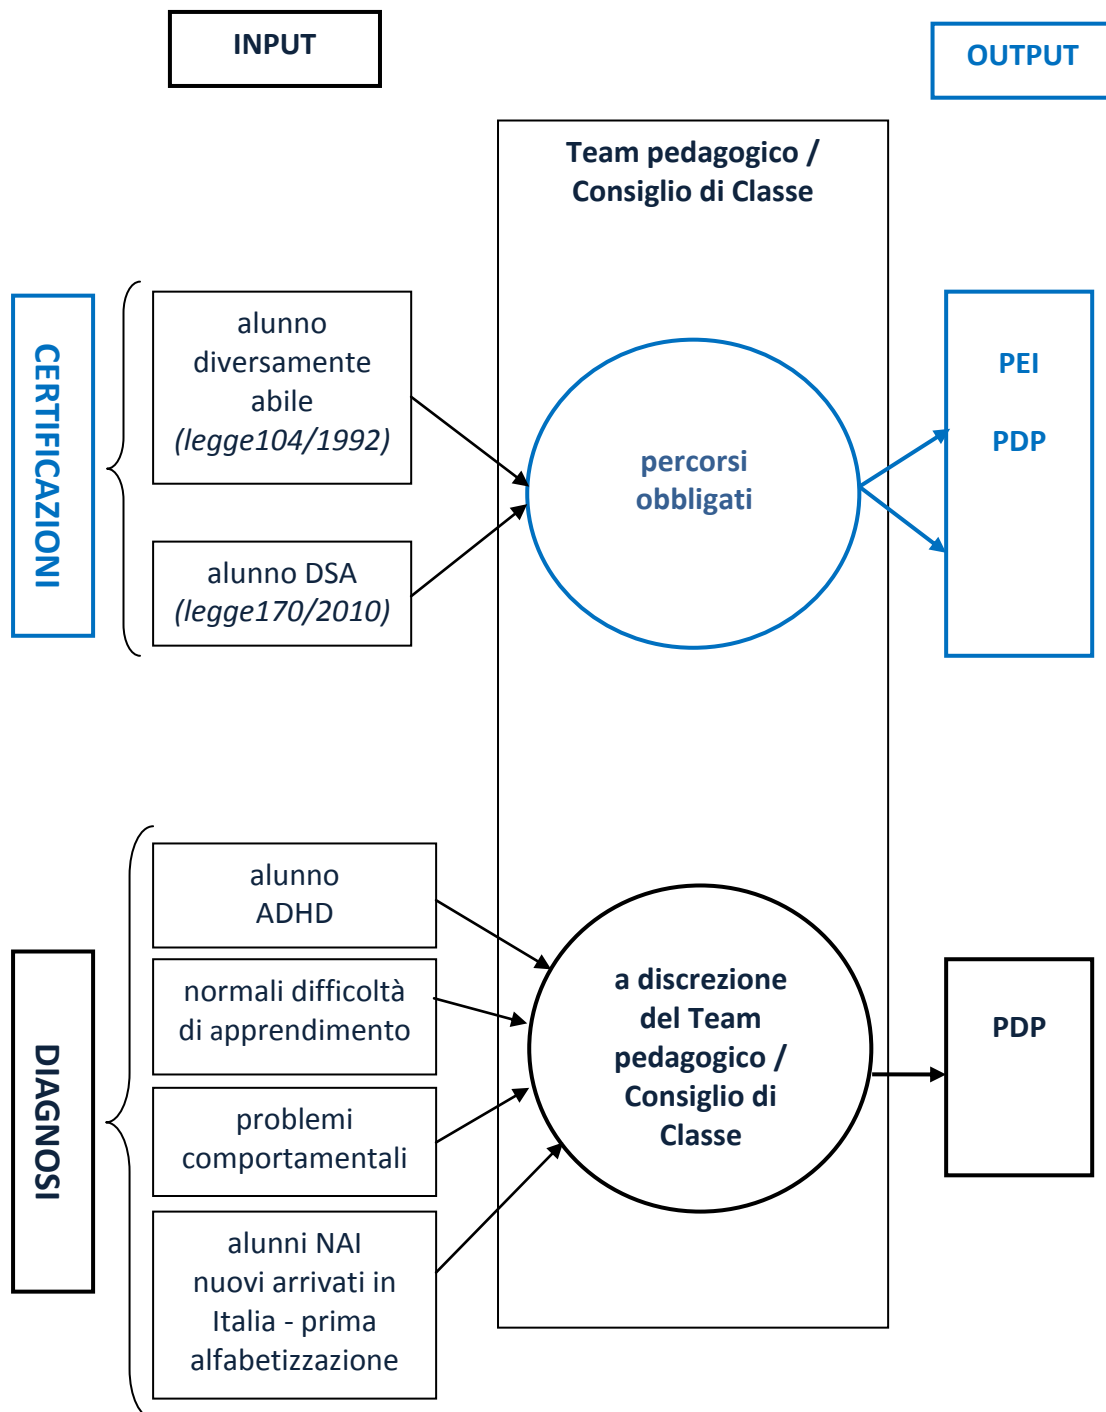 INPUT
OUTPUT
Team pedagogico /
Consiglio di Classe
CERTIFICAZIONI
alunno
diversamente
abile
(legge104/1992)
alunno DSA
(legge170/2010)
percorsi
obbligati
PEI
PDP
DIAGNOSI
alunno
ADHD
normali difficoltà
di apprendimento
problemi
comportamentali
alunni NAI
nuovi arrivati in
Italia - prima
alfabetizzazione
a discrezione
del Team
pedagogico /
Consiglio di
Classe
PDP